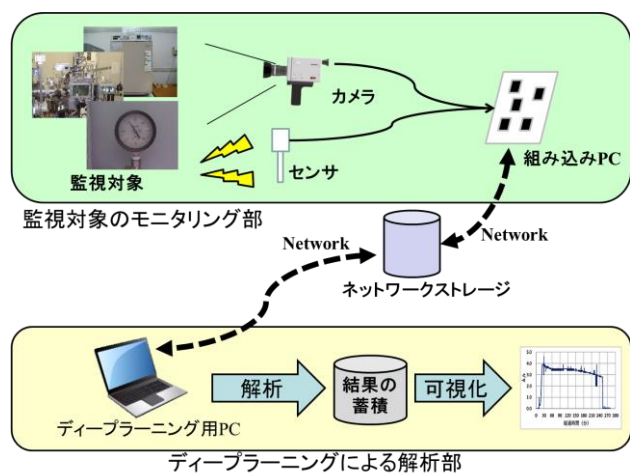 カメラ
監視対象
センサ
組み込みPC
監視対象のモニタリング部
Network
Network
ネットワークストレージ
ディープラーニング用PC
解析
結果の
蓄積
可視化
ディープラーニングによる解析部